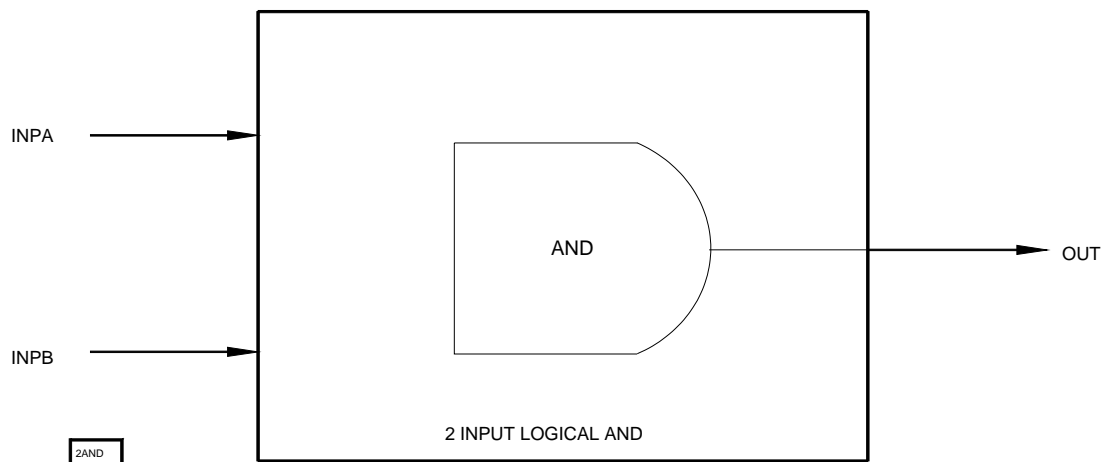 INPA
AND
OUT
INPB
2 INPUT LOGICAL AND
2AND